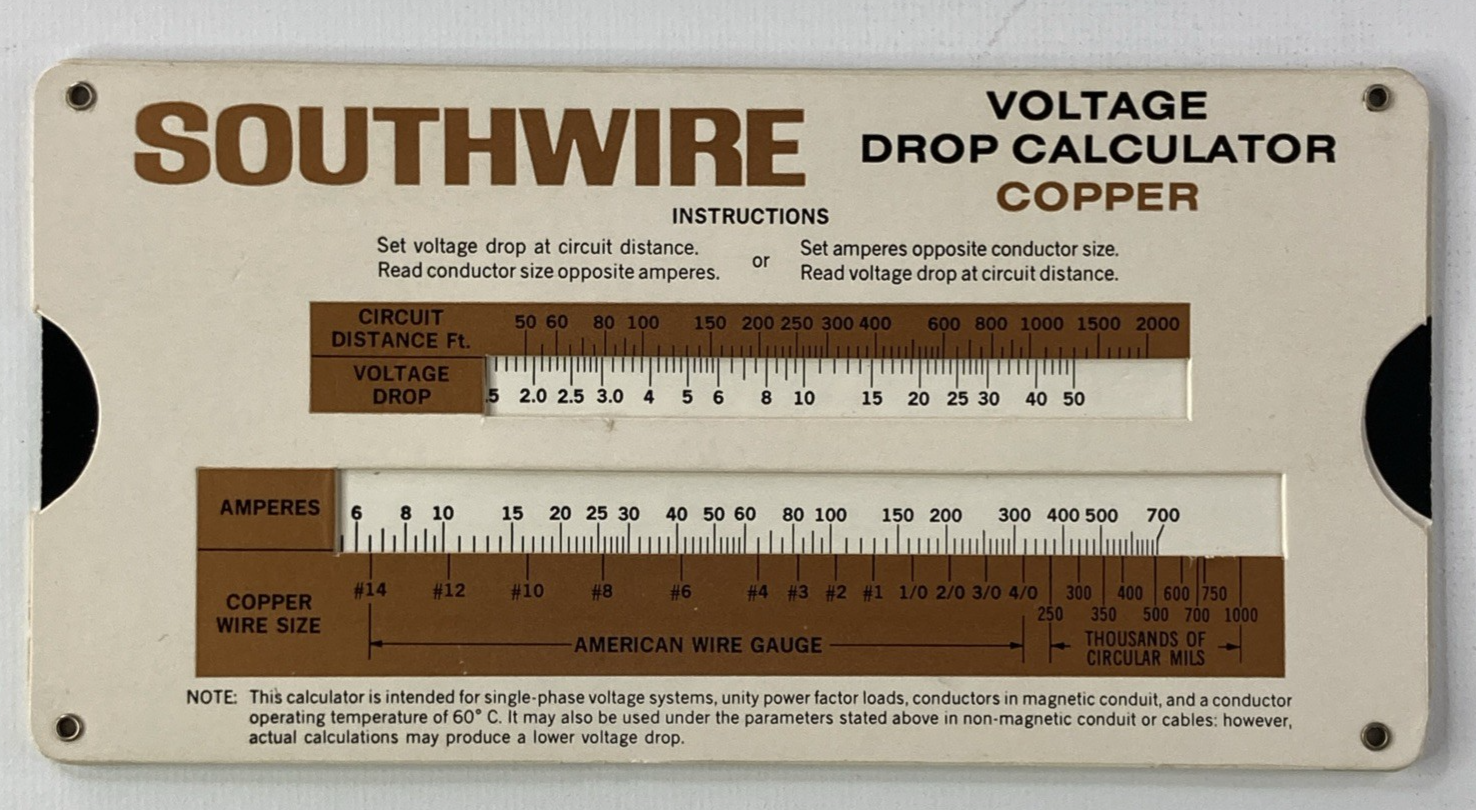 SOUTHWIRE
VOLTAGE
DROP CALCULATOR
COPPER
INSTRUCTIONS
Set voltage drop at circuit distance.
Read conductor size opposite amperes.
or
Set amperes opposite conductor size.
Read voltage drop at circuit distance.
CIRCUIT
DISTANCE Ft.
50 60 80 100 150 200 250 300 400 600 800 1000 1500 2000
VOLTAGE
DROP
.5 2.0 2.5 3.0 4 5 6 8 10 15 20 25 30 40 50
AMPERES
6 8 10 15 20 25 30 40 50 60 80 100 150 200 300 400 500 700
COPPER
WIRE SIZE
#14 #12 #10 #8 #6 #4 #3 #2 #1 1/0 2/0 3/0 4/0 300 400 600 750
250 350 500 700 1000
AMERICAN WIRE GAUGE
THOUSANDS OF
CIRCULAR MILS
NOTE: This calculator is intended for single-phase voltage systems, unity power factor loads, conductors in magnetic conduit, and a conductor
operating temperature of 60° C. It may also be used under the parameters stated above in non-magnetic conduit or cables: however,
actual calculations may produce a lower voltage drop.